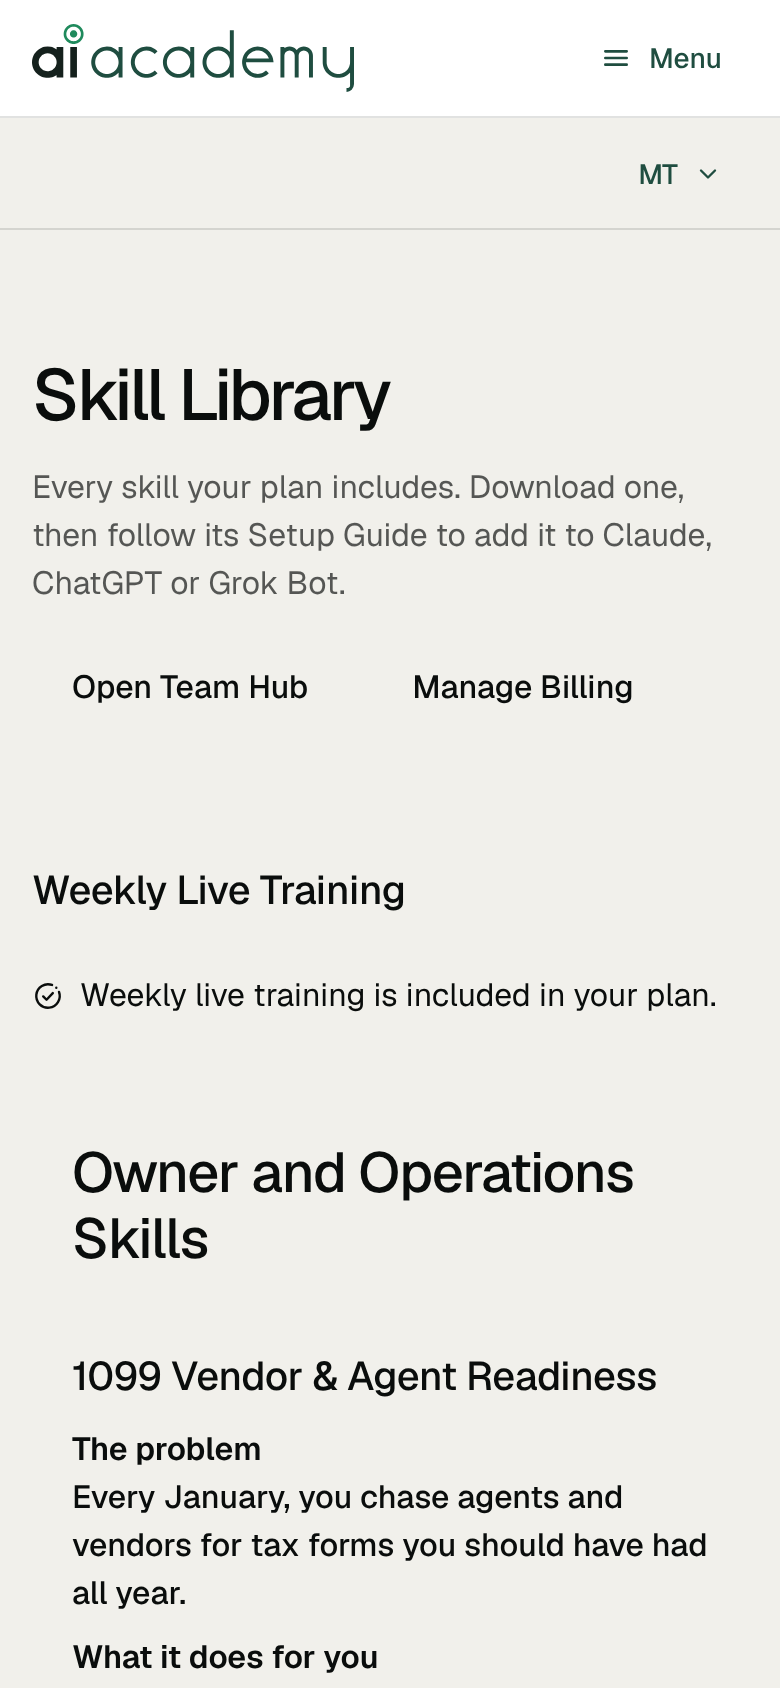 ai academy
Menu
MT
Skill Library
Every skill your plan includes. Download one,
then follow its Setup Guide to add it to Claude,
ChatGPT or Grok Bot.
Open Team Hub
Manage Billing
Weekly Live Training
Weekly live training is included in your plan.
Owner and Operations
Skills
1099 Vendor & Agent Readiness
The problem
Every January, you chase agents and
vendors for tax forms you should have had
all year.
What it does for you